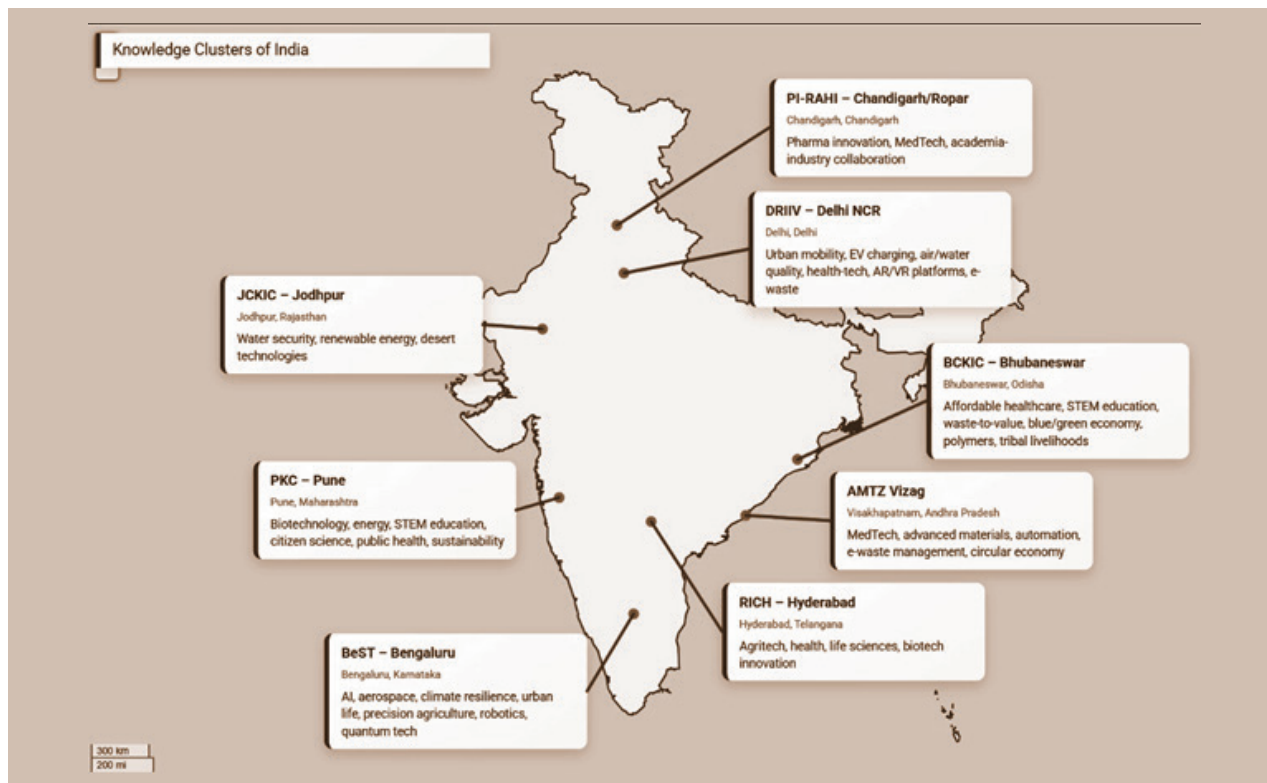 Knowledge Clusters of India
PI-RAHI – Chandigarh/Ropar
Chandigarh, Chandigarh
Pharma innovation, MedTech, academia-
industry collaboration
DRIIV – Delhi NCR
Delhi, Delhi
Urban mobility, EV charging, air/water
quality, health-tech, AR/VR platforms, e-
waste
JCKIC – Jodhpur
Jodhpur, Rajasthan
Water security, renewable energy, desert
technologies
BCKIC – Bhubaneswar
Bhubaneswar, Odisha
Affordable healthcare, STEM education,
waste-to-value, blue/green economy,
polymers, tribal livelihoods
PKC – Pune
Pune, Maharashtra
Biotechnology, energy, STEM education,
citizen science, public health, sustainability
AMTZ Vizag
Visakhapatnam, Andhra Pradesh
MedTech, advanced materials, automation,
e-waste management, circular economy
RICH – Hyderabad
Hyderabad, Telangana
Agritech, health, life sciences, biotech
innovation
BeST – Bengaluru
Bengaluru, Karnataka
AI, aerospace, climate resilience, urban
life, precision agriculture, robotics,
quantum tech
300 km
200 mi